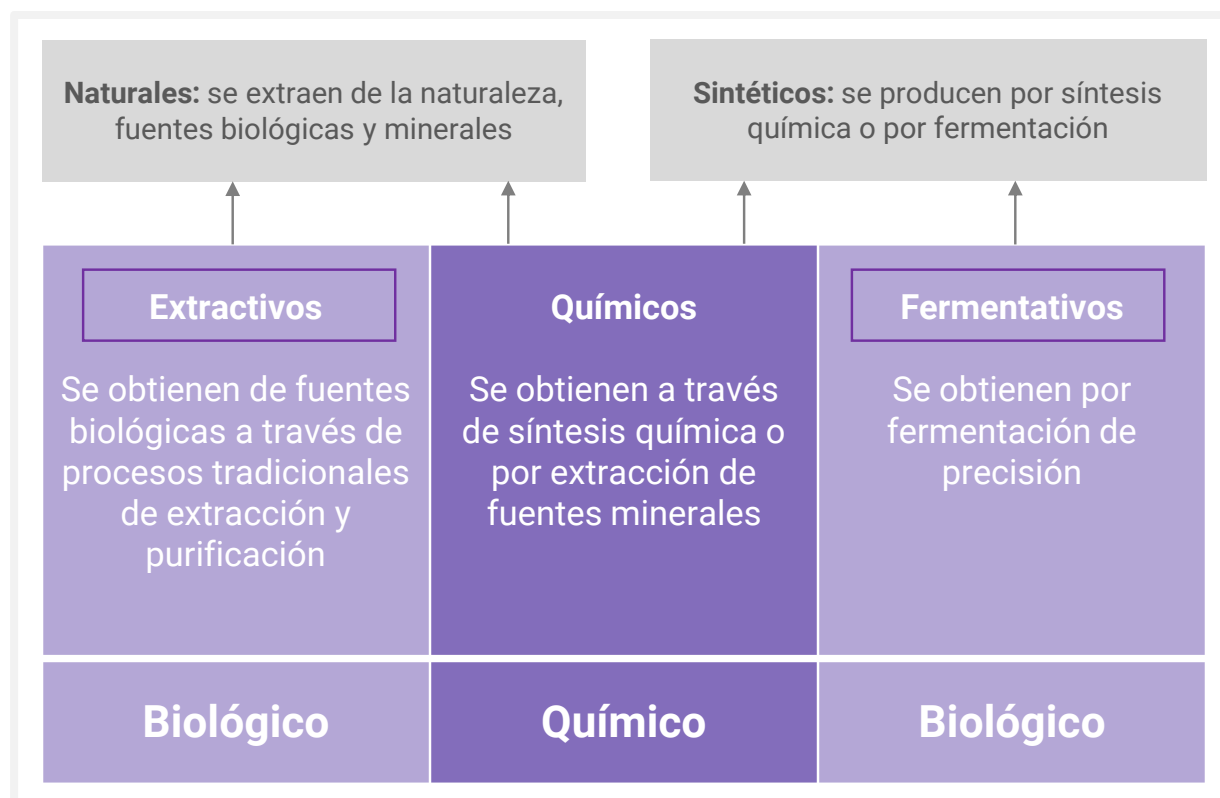 Naturales: se extraen de la naturaleza,
fuentes biológicas y minerales
Sintéticos: se producen por síntesis
química o por fermentación
Extractivos
Se obtienen de fuentes
biológicas a través de
procesos tradicionales
de extracción y
purificación
Químicos
Se obtienen a través
de síntesis química o
por extracción de
fuentes minerales
Fermentativos
Se obtienen por
fermentación de
precisión
Biológico
Químico
Biológico